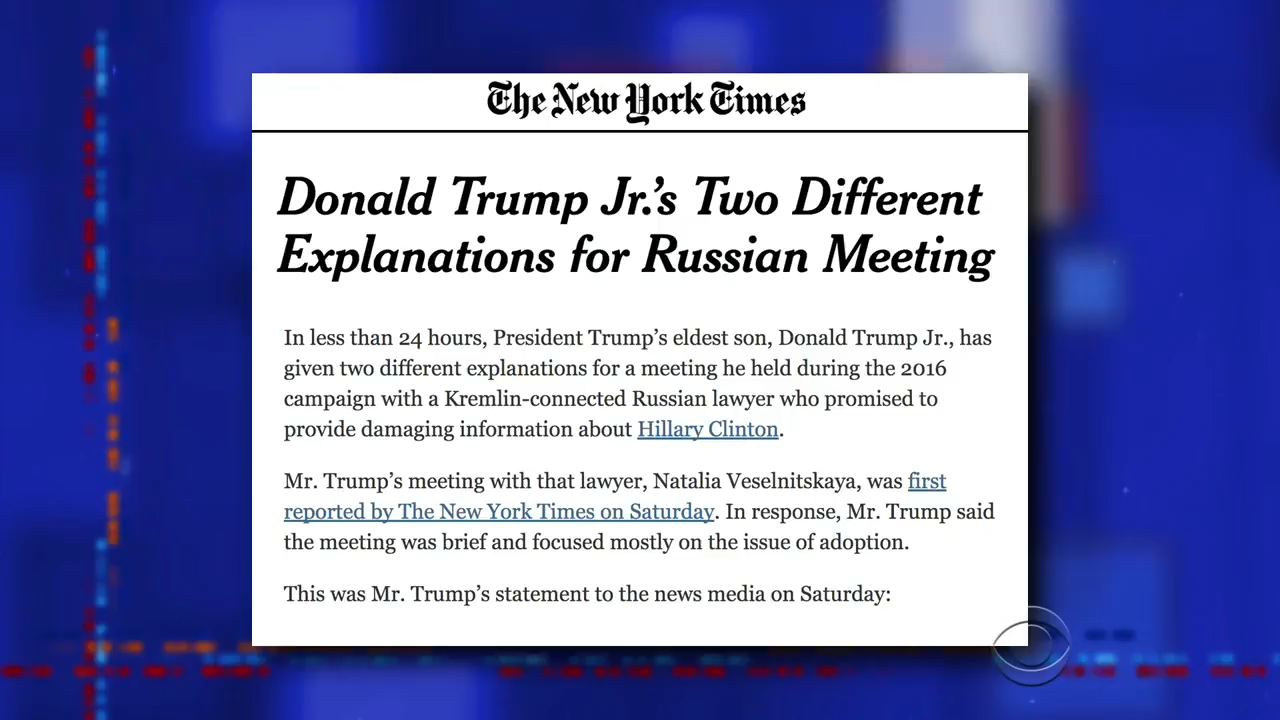 The New York Times
Donald Trump Jr.'s Two Different
Explanations for Russian Meeting
In less than 24 hours, President Trump's eldest son, Donald Trump Jr., has
given two different explanations for a meeting he held during the 2016
campaign with a Kremlin-connected Russian lawyer who promised to
provide damaging information about Hillary Clinton.
Mr. Trump's meeting with that lawyer, Natalia Veselnitskaya, was first
reported by The New York Times on Saturday. In response, Mr. Trump said
the meeting was brief and focused mostly on the issue of adoption.
This was Mr. Trump's statement to the news media on Saturday: